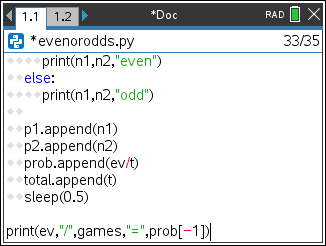 1.1 1.2 *Doc RAD
*evenorodds.py 33/35
print(n1,n2,"even")
else:
print(n1,n2,"odd")
p1.append(n1)
p2.append(n2)
prob.append(ev/t)
total.append(t)
sleep(0.5)
print(ev,"/",games,"=",prob[-1])